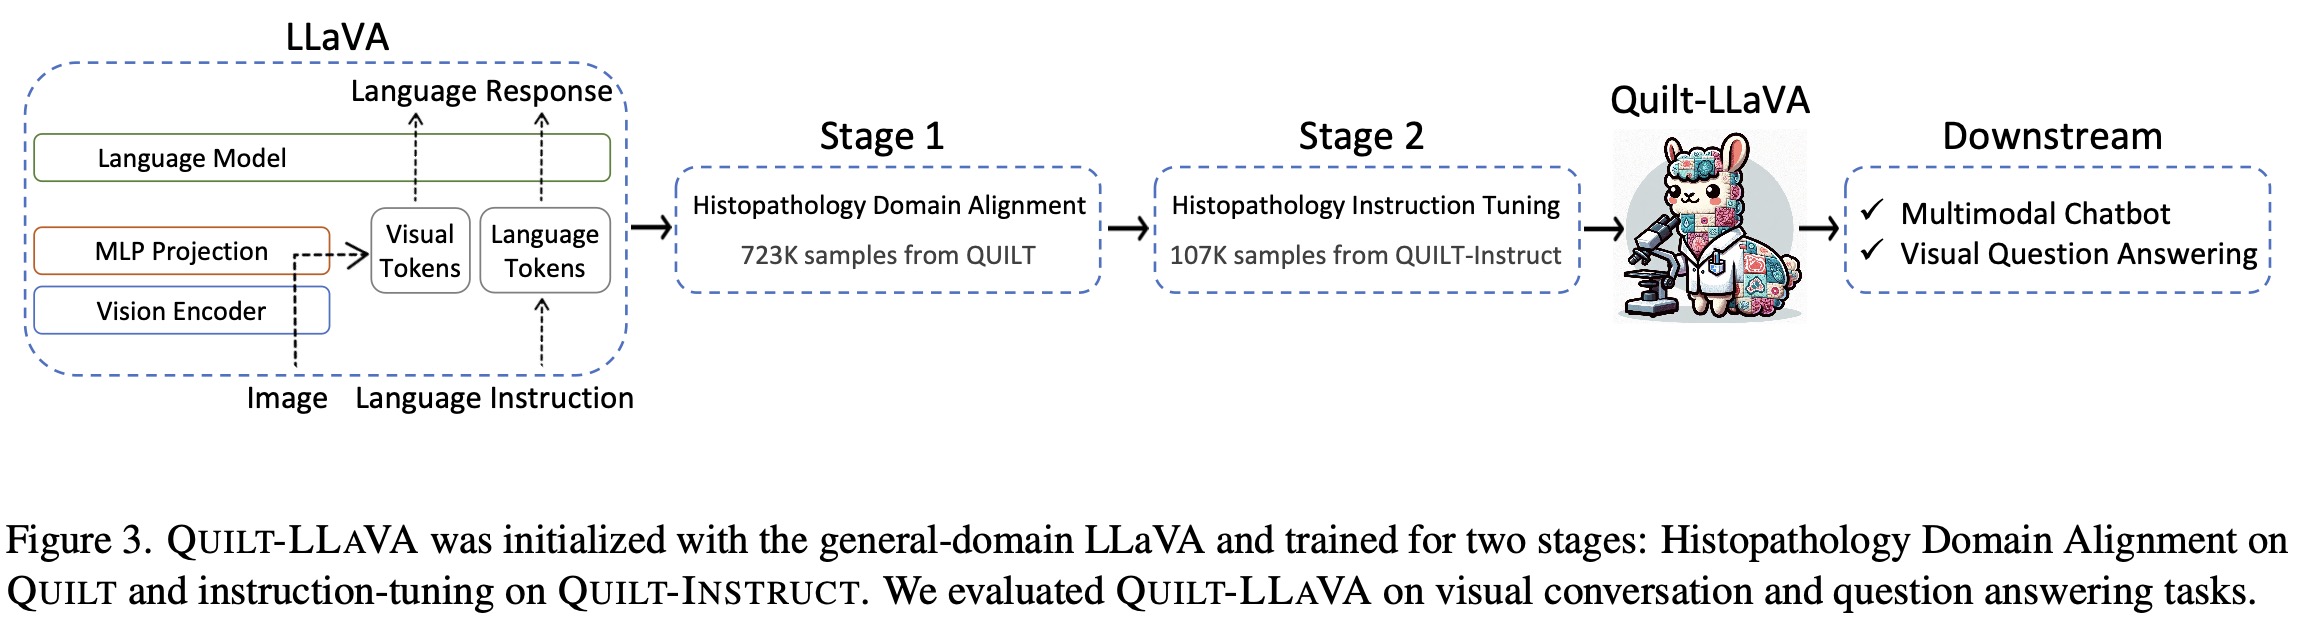 LLaVA
Language Response
Language Model
MLP Projection
Vision Encoder
Visual
Tokens
Language
Tokens
Image
Language Instruction
Stage 1
Histopathology Domain Alignment
723K samples from QUILT
Stage 2
Histopathology Instruction Tuning
107K samples from QUILT-Instruct
Quilt-LLaVA
Downstream
✓ Multimodal Chatbot
✓ Visual Question Answering
Figure 3. QUILT-LLAVA was initialized with the general-domain LLaVA and trained for two stages: Histopathology Domain Alignment on
QUILT and instruction-tuning on QUILT-INSTRUCT. We evaluated QUILT-LLAVA on visual conversation and question answering tasks.